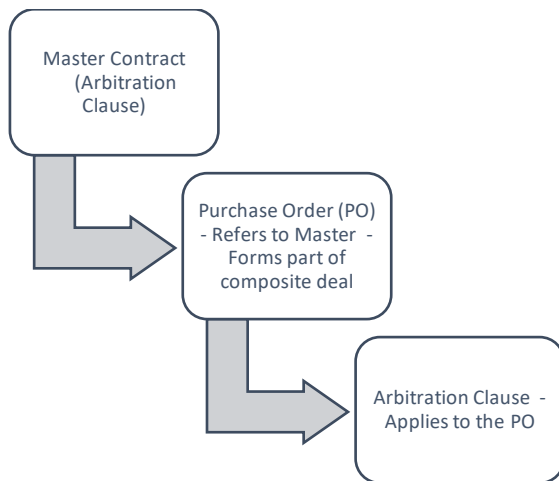 Master Contract
(Arbitration
Clause)
Purchase Order (PO)
- Refers to Master -
Forms part of
composite deal
Arbitration Clause -
Applies to the PO